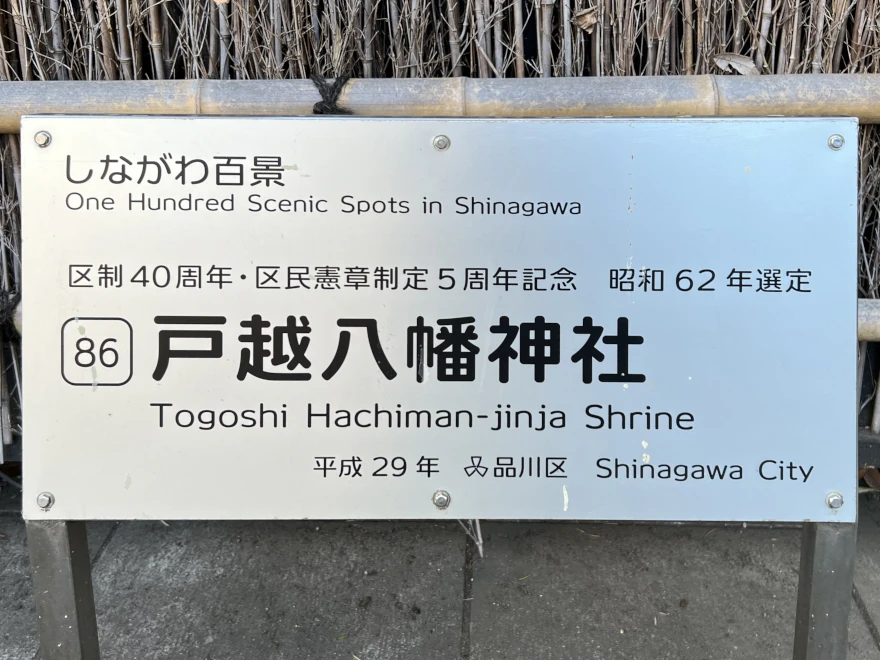 しながわ百景
One Hundred Scenic Spots in Shinagawa
区制40周年・区民憲章制定5周年記念　昭和62年選定
86 戸越八幡神社
Togoshi Hachiman-jinja Shrine
平成29年　品川区　Shinagawa City